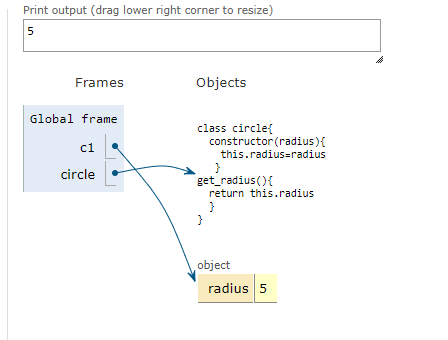 Print output (drag lower right corner to resize)
5
Frames
Objects
Global frame
c1
circle
class circle{
  constructor(radius){
    this.radius=radius
   }
get_radius(){
  return this.radius
  }
}
object
radius 5